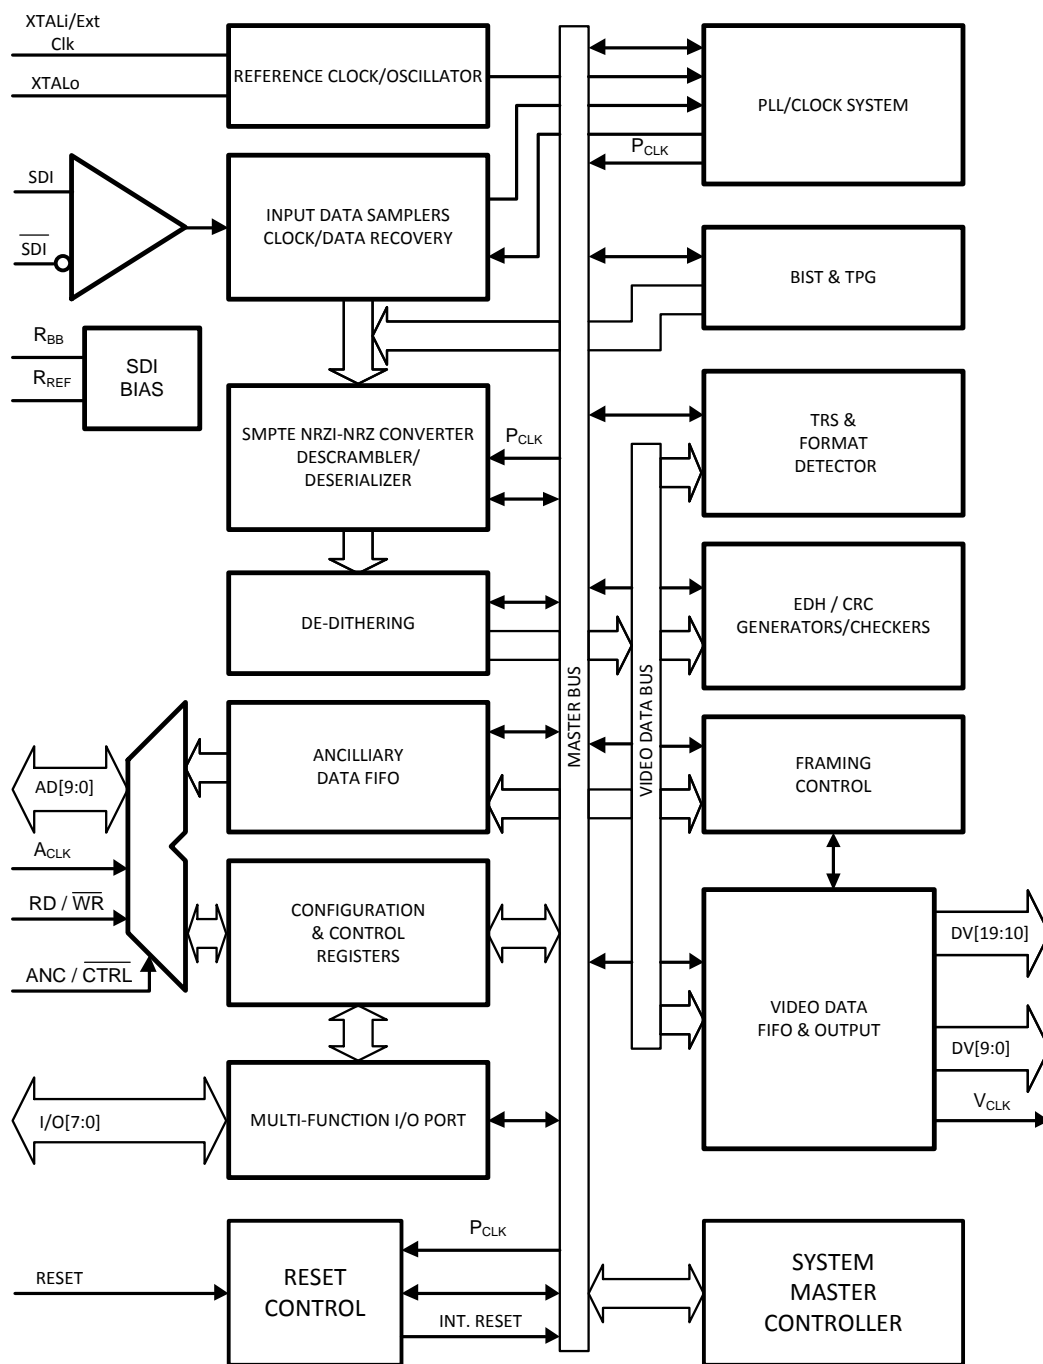 XTALi/Ext
Clk
XTALo
REFERENCE CLOCK/OSCILLATOR
PLL/CLOCK SYSTEM
PCLK
SDI
SDI
INPUT DATA SAMPLERS
CLOCK/DATA RECOVERY
BIST & TPG
RBB
RREF
SDI
BIAS
SMPTE NRZI-NRZ CONVERTER
DESCRAMBLER/
DESERIALIZER
PCLK
TRS &
FORMAT
DETECTOR
DE-DITHERING
EDH / CRC
GENERATORS/CHECKERS
MASTER BUS
VIDEO DATA BUS
ANCILLIARY
DATA FIFO
FRAMING
CONTROL
AD[9:0]
ACLK
RD / WR
ANC / CTRL
CONFIGURATION
& CONTROL
REGISTERS
VIDEO DATA
FIFO & OUTPUT
DV[19:10]
DV[9:0]
VCLK
I/O[7:0]
MULTI-FUNCTION I/O PORT
RESET
RESET
CONTROL
PCLK
INT. RESET
SYSTEM
MASTER
CONTROLLER